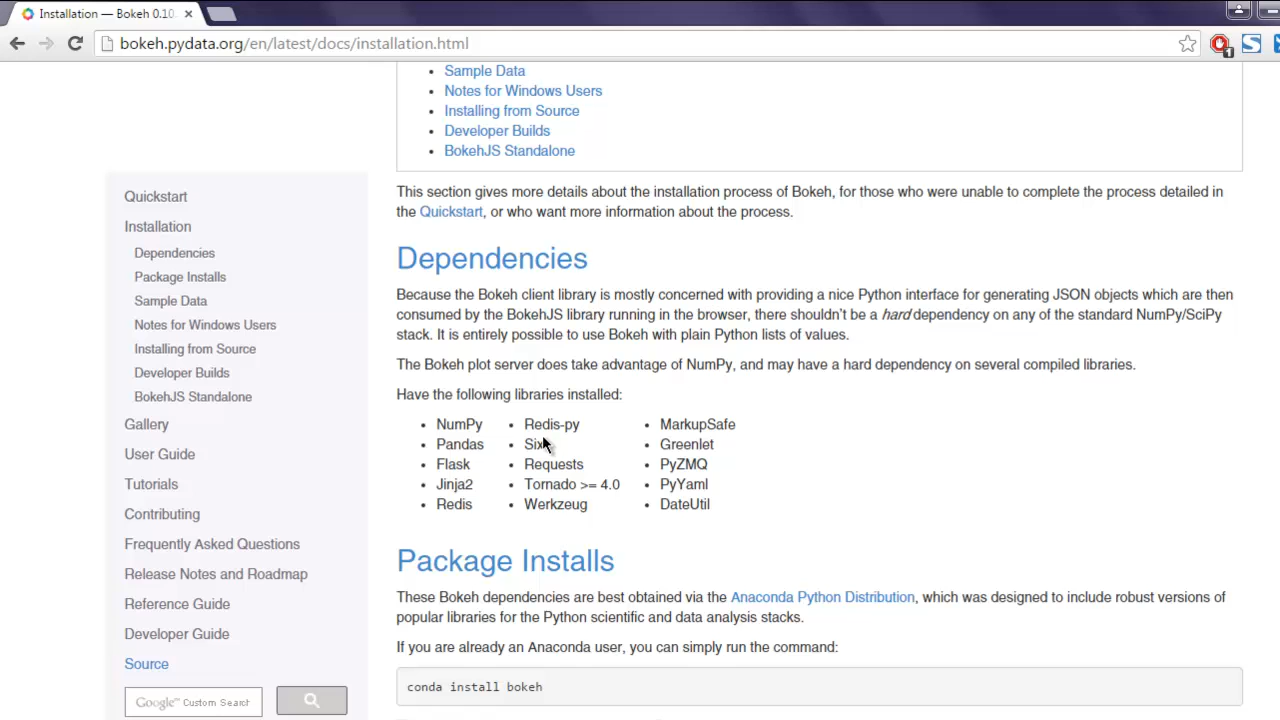 Installation — Bokeh 0.10.
bokeh.pydata.org/en/latest/docs/installation.html
1
S
Sample Data
Notes for Windows Users
Installing from Source
Developer Builds
BokehJS Standalone
Quickstart
Installation
Dependencies
Package Installs
Sample Data
Notes for Windows Users
Installing from Source
Developer Builds
BokehJS Standalone
Gallery
User Guide
Tutorials
Contributing
Frequently Asked Questions
Release Notes and Roadmap
Reference Guide
Developer Guide
Source
Google™ Custom Search
This section gives more details about the installation process of Bokeh, for those who were unable to complete the process detailed in
the Quickstart, or who want more information about the process.
Dependencies
Because the Bokeh client library is mostly concerned with providing a nice Python interface for generating JSON objects which are then
consumed by the BokehJS library running in the browser, there shouldn't be a hard dependency on any of the standard NumPy/SciPy
stack. It is entirely possible to use Bokeh with plain Python lists of values.
The Bokeh plot server does take advantage of NumPy, and may have a hard dependency on several compiled libraries.
Have the following libraries installed:
NumPy
Pandas
Flask
Jinja2
Redis
Redis-py
Six
Requests
Tornado >= 4.0
Werkzeug
MarkupSafe
Greenlet
PyZMQ
PyYaml
DateUtil
Package Installs
These Bokeh dependencies are best obtained via the Anaconda Python Distribution, which was designed to include robust versions of
popular libraries for the Python scientific and data analysis stacks.
If you are already an Anaconda user, you can simply run the command:
conda install bokeh